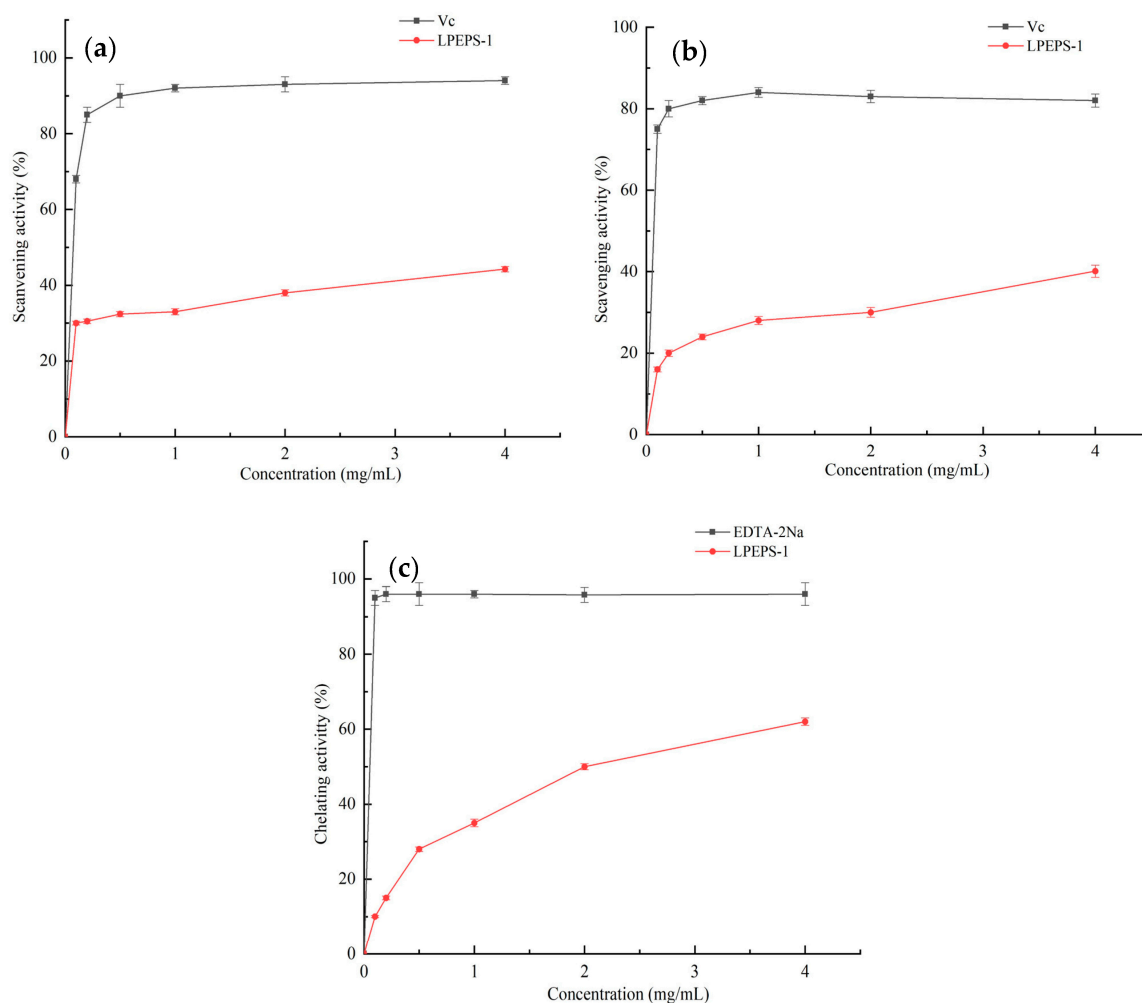 Vc
LPEPS-1
(a)
100
80
60
40
20
0
Scanvening activity (%)
0 1 2 3 4
Concentration (mg/mL)
Vc
LPEPS-1
(b)
100
80
60
40
20
0
Scavenging activity (%)
0 1 2 3 4
Concentration (mg/mL)
EDTA-2Na
LPEPS-1
(c)
100
80
60
40
20
0
Chelating activitty (%)
0 1 2 3 4
Concentration (mg/mL)